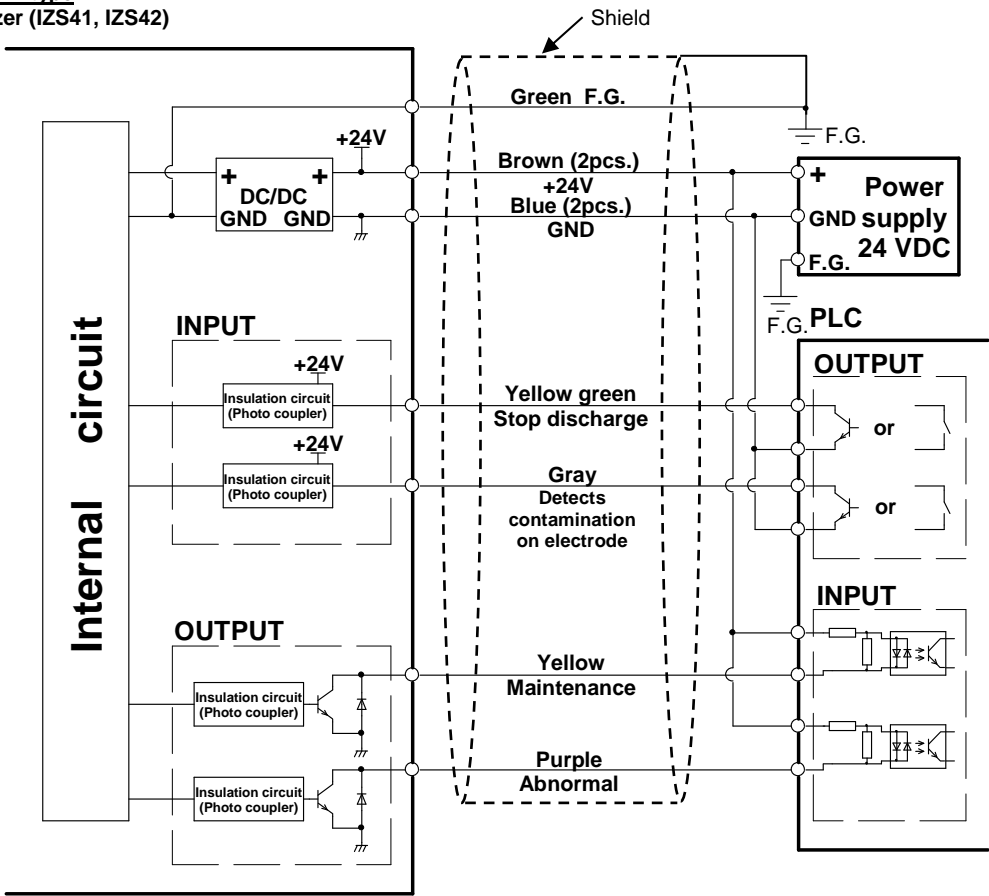 zer (IZS41, IZS42)
Shield
Green F.G.
F.G.
+24V
Brown (2pcs.)
+24V
Blue (2pcs.)
GND
+ +
DC/DC
GND GND
+
GND
F.G.
Power
supply
24 VDC
F.G.
Internal circuit
INPUT
+24V
Insulation circuit
(Photo coupler)
+24V
Insulation circuit
(Photo coupler)
Yellow green
Stop discharge
Gray
Detects
contamination
on electrode
PLC
OUTPUT
or
or
INPUT
OUTPUT
Insulation circuit
(Photo coupler)
Insulation circuit
(Photo coupler)
Yellow
Maintenance
Purple
Abnormal